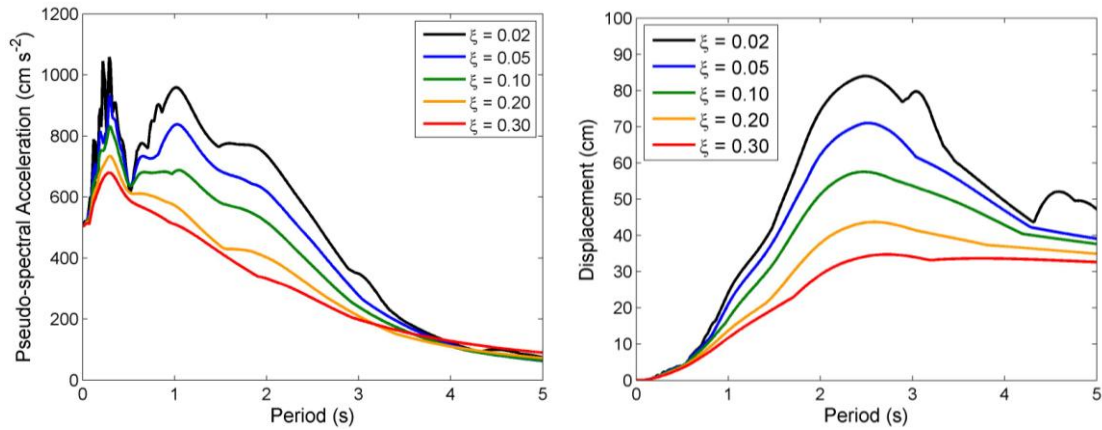 Pseudo-spectral Acceleration (cm s⁻²)
1200
1000
800
600
400
200
0
0 1 2 3 4 5
Period (s)
ξ = 0.02
ξ = 0.05
ξ = 0.10
ξ = 0.20
ξ = 0.30
Displacement (cm)
100
90
80
70
60
50
40
30
20
10
0
0 1 2 3 4 5
Period (s)
ξ = 0.02
ξ = 0.05
ξ = 0.10
ξ = 0.20
ξ = 0.30